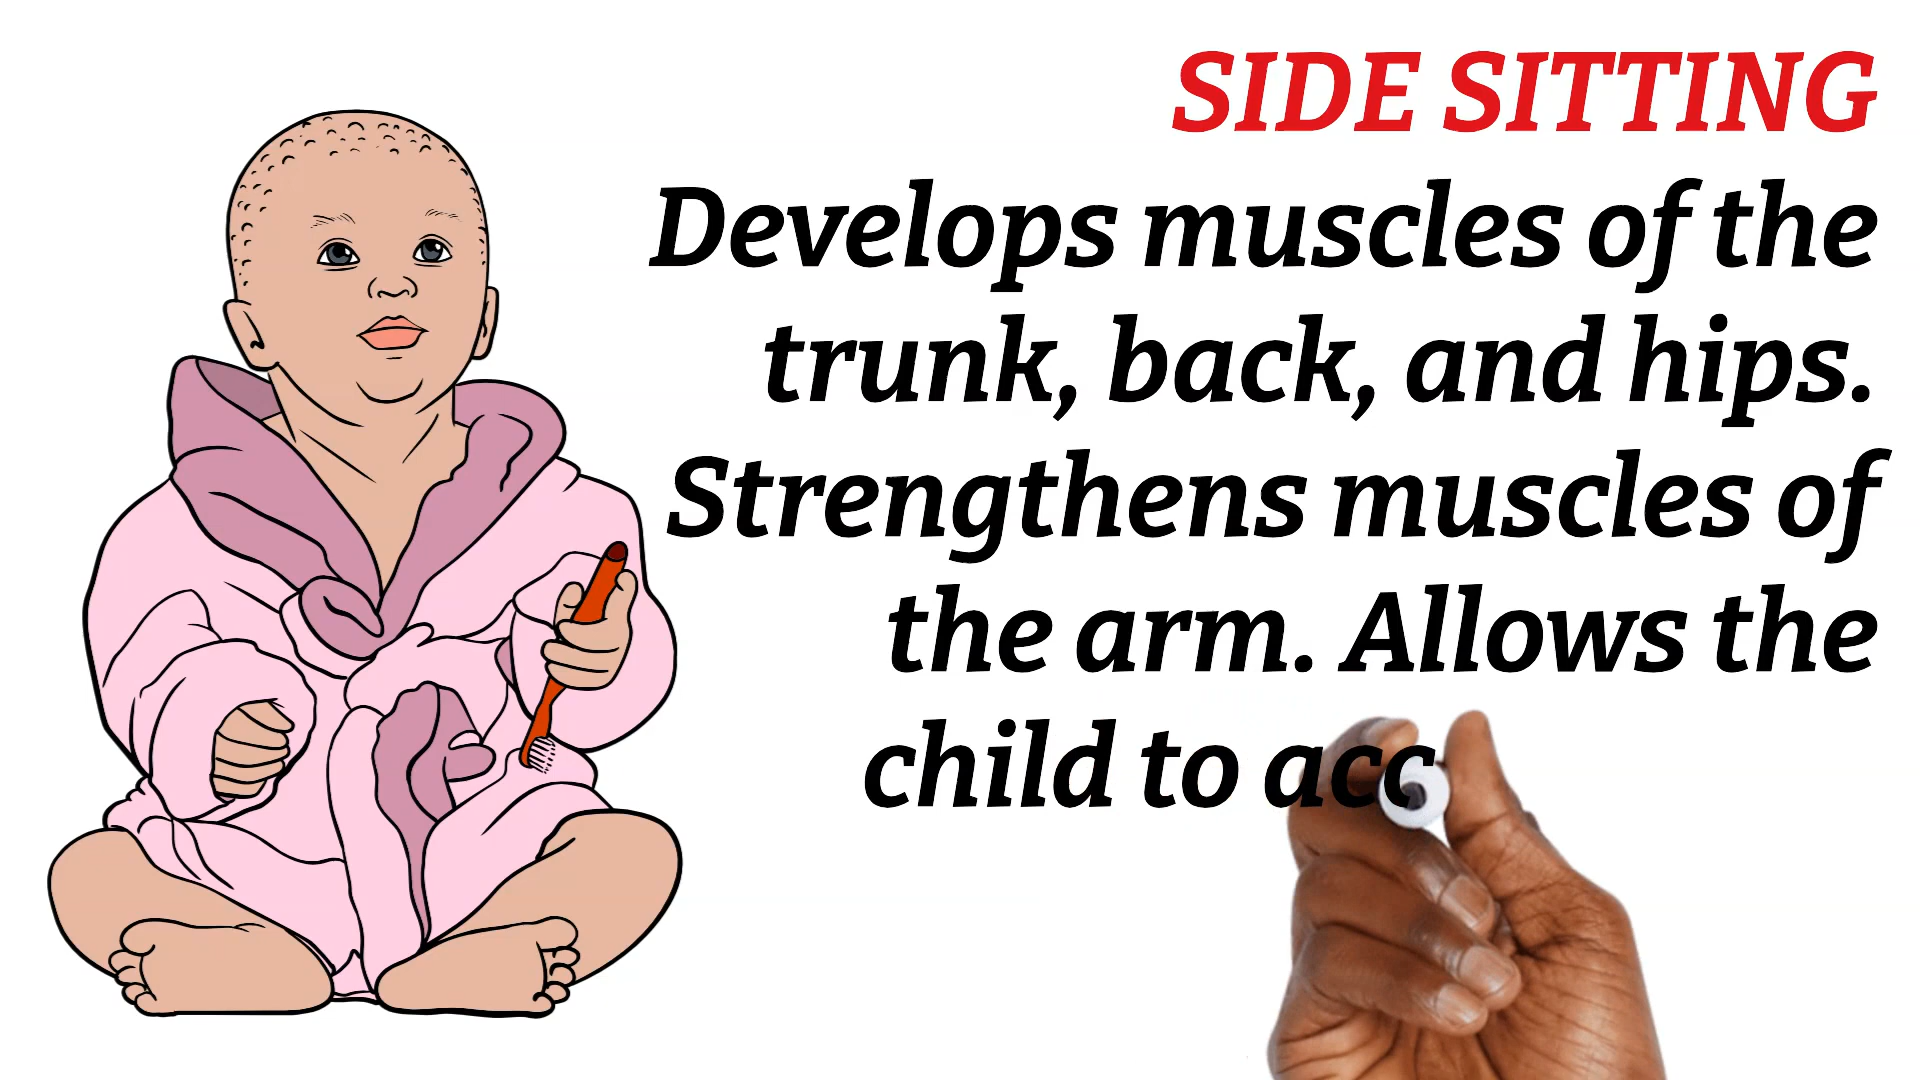 SIDE SITTING
Develops muscles of the
trunk, back, and hips.
Strengthens muscles of
the arm. Allows the
child to acc